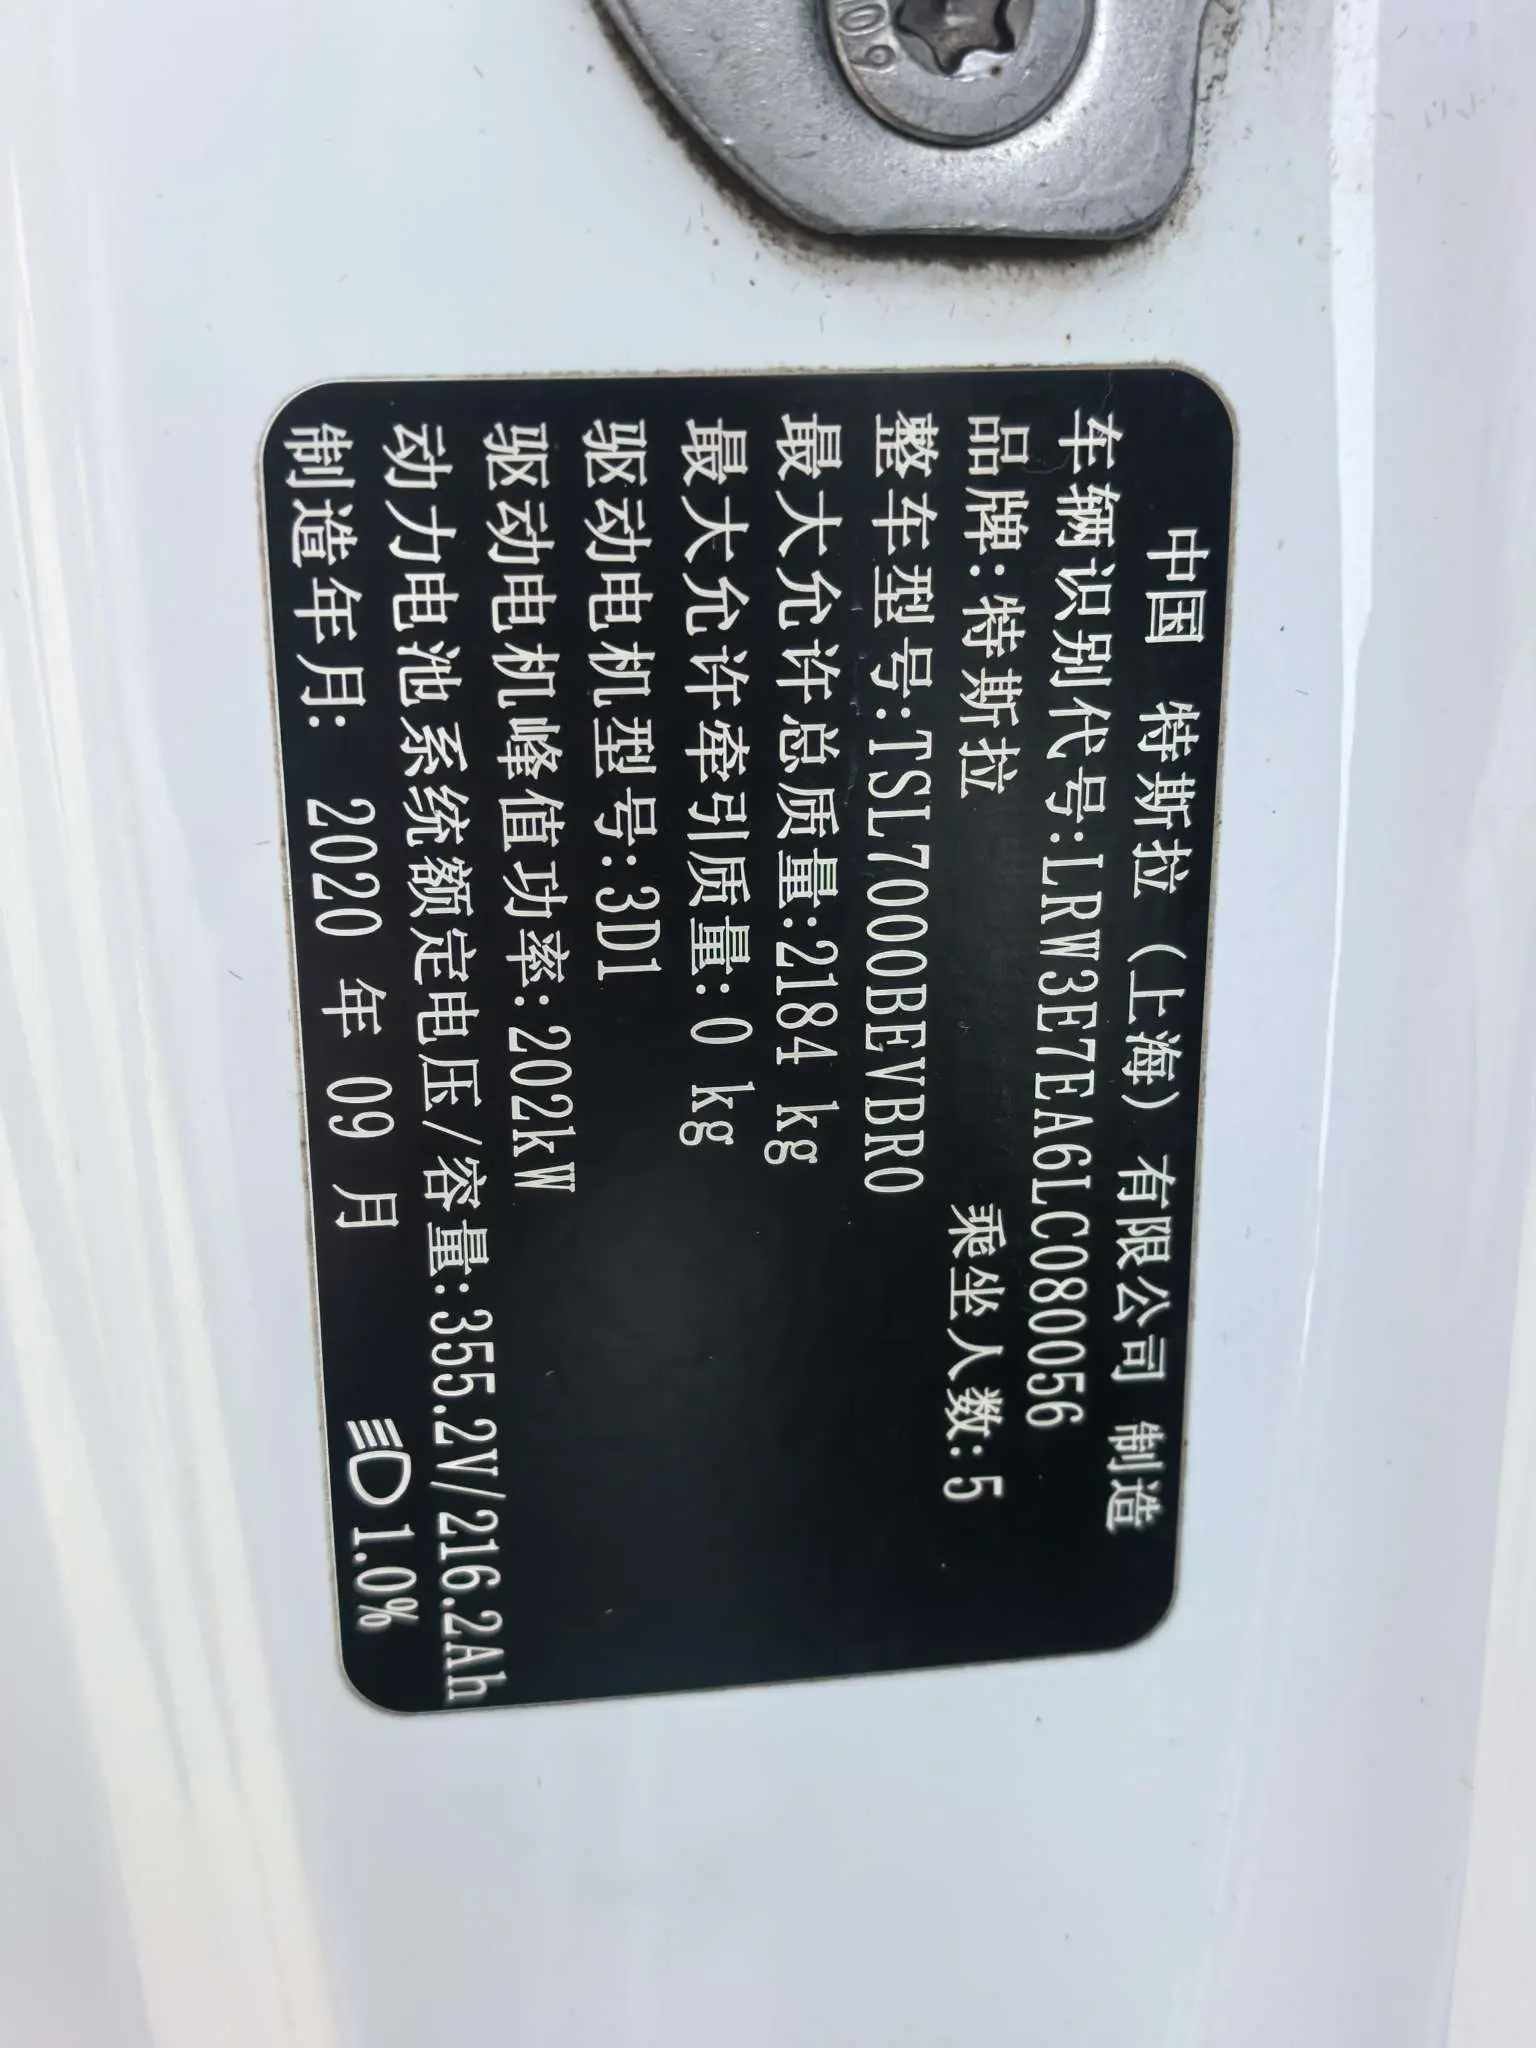 中国 特斯拉（上海）有限公司 制造
车辆识别代号:LRW3E7EA6LC080056
品牌:特斯拉 乘坐人数:5
整车型号:TSL7000BEVBR0
最大允许总质量:2184 kg
最大允许牵引质量:0 kg
驱动电机型号:3D1
驱动电机峰值功率:202kW
动力电池系统额定电压/容量:355.2V/216.2Ah
制造年月: 2020 年 09 月 1.0%